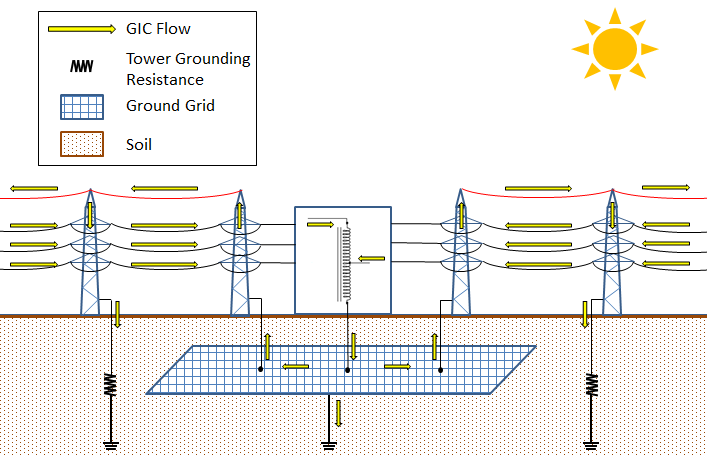 GIC Flow
Tower Grounding
Resistance
Ground Grid
Soil